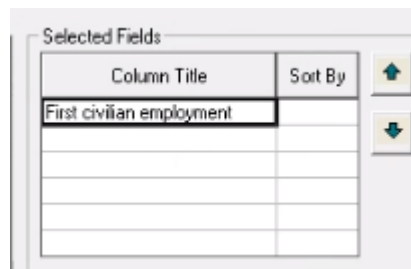 Selected Fields
Column Title Sort By
First civilian employment